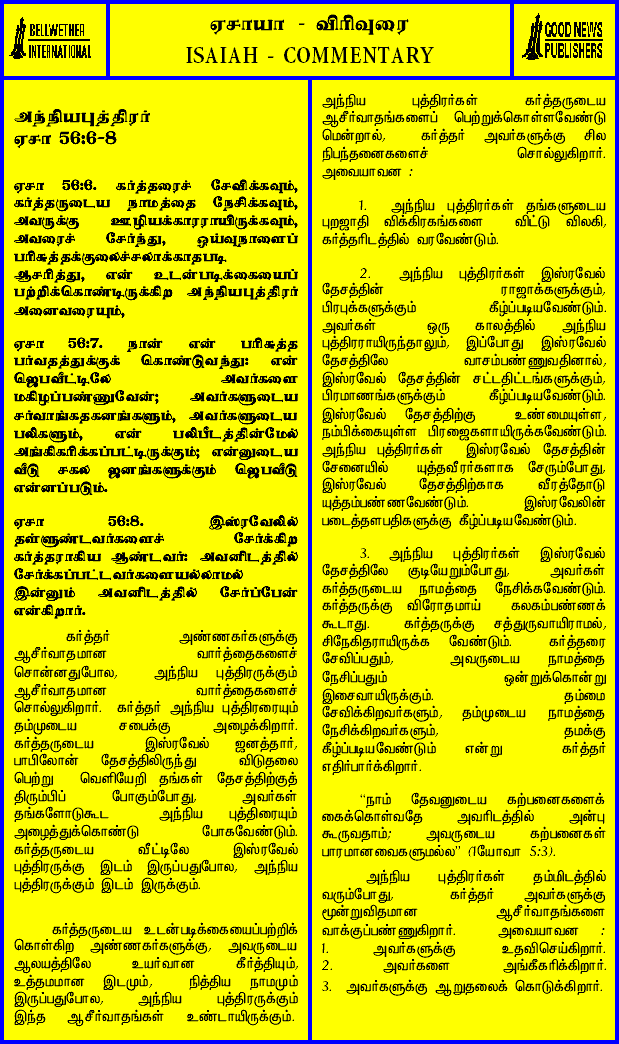 BELLWETHER
INTERNATIONAL
ஏசாயா - விரிவுரை
ISAIAH - COMMENTARY
GOOD NEWS
PUBLISHERS
அந்நியபுத்திரர்
ஏசா 56:6-8
ஏசா 56:6. கர்த்தரைச் சேவிக்கவும்,
கர்த்தருடைய நாமத்தை நேசிக்கவும்,
அவருக்கு ஊழியக்காரராயிருக்கவும்,
அவரைச் சேர்ந்து, ஓய்வுநாளைப்
பரிசுத்தக்குலைச்சலாக்காதபடி
ஆசரித்து, என் உடன்படிக்கையைப்
பற்றிக்கொண்டிருக்கிற அந்நியபுத்திரர்
அனைவரையும்,
ஏசா 56:7. நான் என் பரிசுத்த
பர்வதத்துக்குக் கொண்டுவந்து: என்
ஜெபவீட்டிலே அவர்களை
மகிழப்பண்ணுவேன்; அவர்களுடைய
சர்வாங்கதகனங்களும், அவர்களுடைய
பலிகளும், என் பலிபீடத்தின்மேல்
அங்கிகரிக்கப்பட்டிருக்கும்; என்னுடைய
வீடு சகல ஜனங்களுக்கும் ஜெபவீடு
என்னப்படும்.
ஏசா 56:8. இஸ்ரவேலில்
தள்ளுண்டவர்களைச் சேர்க்கிற
கர்த்தராகிய ஆண்டவர்: அவனிடத்தில்
சேர்க்கப்பட்டவர்களையல்லாமல்
இன்னும் அவனிடத்தில் சேர்ப்பேன்
என்கிறார்.
கர்த்தர் அண்ணகர்களுக்கு
ஆசீர்வாதமான வார்த்தைகளைச்
சொன்னதுபோல, அந்நிய புத்திரருக்கும்
ஆசீர்வாதமான வார்த்தைகளைச்
சொல்லுகிறார். கர்த்தர் அந்நிய புத்திரரையும்
தம்முடைய சபைக்கு அழைக்கிறார்.
கர்த்தருடைய இஸ்ரவேல் ஜனத்தார்,
பாபிலோன் தேசத்திலிருந்து விடுதலை
பெற்று வெளியேறி தங்கள் தேசத்திற்குத்
திரும்பிப் போகும்போது, அவர்கள்
தங்களோடுகூட அந்நிய புத்திரையும்
அழைத்துக்கொண்டு போகவேண்டும்.
கர்த்தருடைய வீட்டிலே இஸ்ரவேல்
புத்திரருக்கு இடம் இருப்பதுபோல, அந்நிய
புத்திரருக்கும் இடம் இருக்கும்.
கர்த்தருடைய உடன்படிக்கையைப்பற்றிக்
கொள்கிற அண்ணகர்களுக்கு, அவருடைய
ஆலயத்திலே உயர்வான கீர்த்தியும்,
உத்தமமான இடமும், நித்திய நாமமும்
இருப்பதுபோல, அந்நிய புத்திரருக்கும்
இந்த ஆசீர்வாதங்கள் உண்டாயிருக்கும்.
அந்நிய புத்திரர்கள் கர்த்தருடைய
ஆசீர்வாதங்களைப் பெற்றுக்கொள்ளவேண்டு
மென்றால், கர்த்தர் அவர்களுக்கு சில
நிபந்தனைகளைச் சொல்லுகிறார்.
அவையாவன :
1. அந்நிய புத்திரர்கள் தங்களுடைய
புறஜாதி விக்கிரகங்களை விட்டு விலகி,
கர்த்தரிடத்தில் வரவேண்டும்.
2. அந்நிய புத்திரர்கள் இஸ்ரவேல்
தேசத்தின் ராஜாக்களுக்கும்,
பிரபுக்களுக்கும் கீழ்ப்படியவேண்டும்.
அவர்கள் ஒரு காலத்தில் அந்நிய
புத்திரராயிருந்தாலும், இப்போது இஸ்ரவேல்
தேசத்திலே வாசம்பண்ணுவதினால்,
இஸ்ரவேல் தேசத்தின் சட்டதிட்டங்களுக்கும்,
பிரமாணங்களுக்கும் கீழ்ப்படியவேண்டும்.
இஸ்ரவேல் தேசத்திற்கு உண்மையுள்ள,
நம்பிக்கையுள்ள பிரஜைகளாயிருக்கவேண்டும்.
அந்நிய புத்திரர்கள் இஸ்ரவேல் தேசத்தின்
சேனையில் யுத்தவீரர்களாக சேரும்போது,
இஸ்ரவேல் தேசத்திற்காக வீரத்தோடு
யுத்தம்பண்ணவேண்டும். இஸ்ரவேலின்
படைத்தளபதிகளுக்கு கீழ்ப்படியவேண்டும்.
3. அந்நிய புத்திரர்கள் இஸ்ரவேல்
தேசத்திலே குடியேறும்போது, அவர்கள்
கர்த்தருடைய நாமத்தை நேசிக்கவேண்டும்.
கர்த்தருக்கு விரோதமாய் கலகம்பண்ணக்
கூடாது. கர்த்தருக்கு சத்துருவாயிராமல்,
சிநேகிதராயிருக்க வேண்டும். கர்த்தரை
சேவிப்பதும், அவருடைய நாமத்தை
நேசிப்பதும் ஒன்றுக்கொன்று
இசைவாயிருக்கும். தம்மை
சேவிக்கிறவர்களும், தம்முடைய நாமத்தை
நேசிக்கிறவர்களும், தமக்கு
கீழ்ப்படியவேண்டும் என்று கர்த்தர்
எதிர்பார்க்கிறார்.
“நாம் தேவனுடைய கற்பனைகளைக்
கைக்கொள்வதே அவரிடத்தில் அன்பு
கூருவதாம்; அவருடைய கற்பனைகள்
பாரமானவைகளுமல்ல” (1யோவா 5:3).
அந்நிய புத்திரர்கள் தம்மிடத்தில்
வரும்போது, கர்த்தர் அவர்களுக்கு
மூன்றுவிதமான ஆசீர்வாதங்களை
வாக்குப்பண்ணுகிறார். அவையாவன :
1. அவர்களுக்கு உதவிசெய்கிறார்.
2. அவர்களை அங்கீகரிக்கிறார்.
3. அவர்களுக்கு ஆறுதலைக் கொடுக்கிறார்.